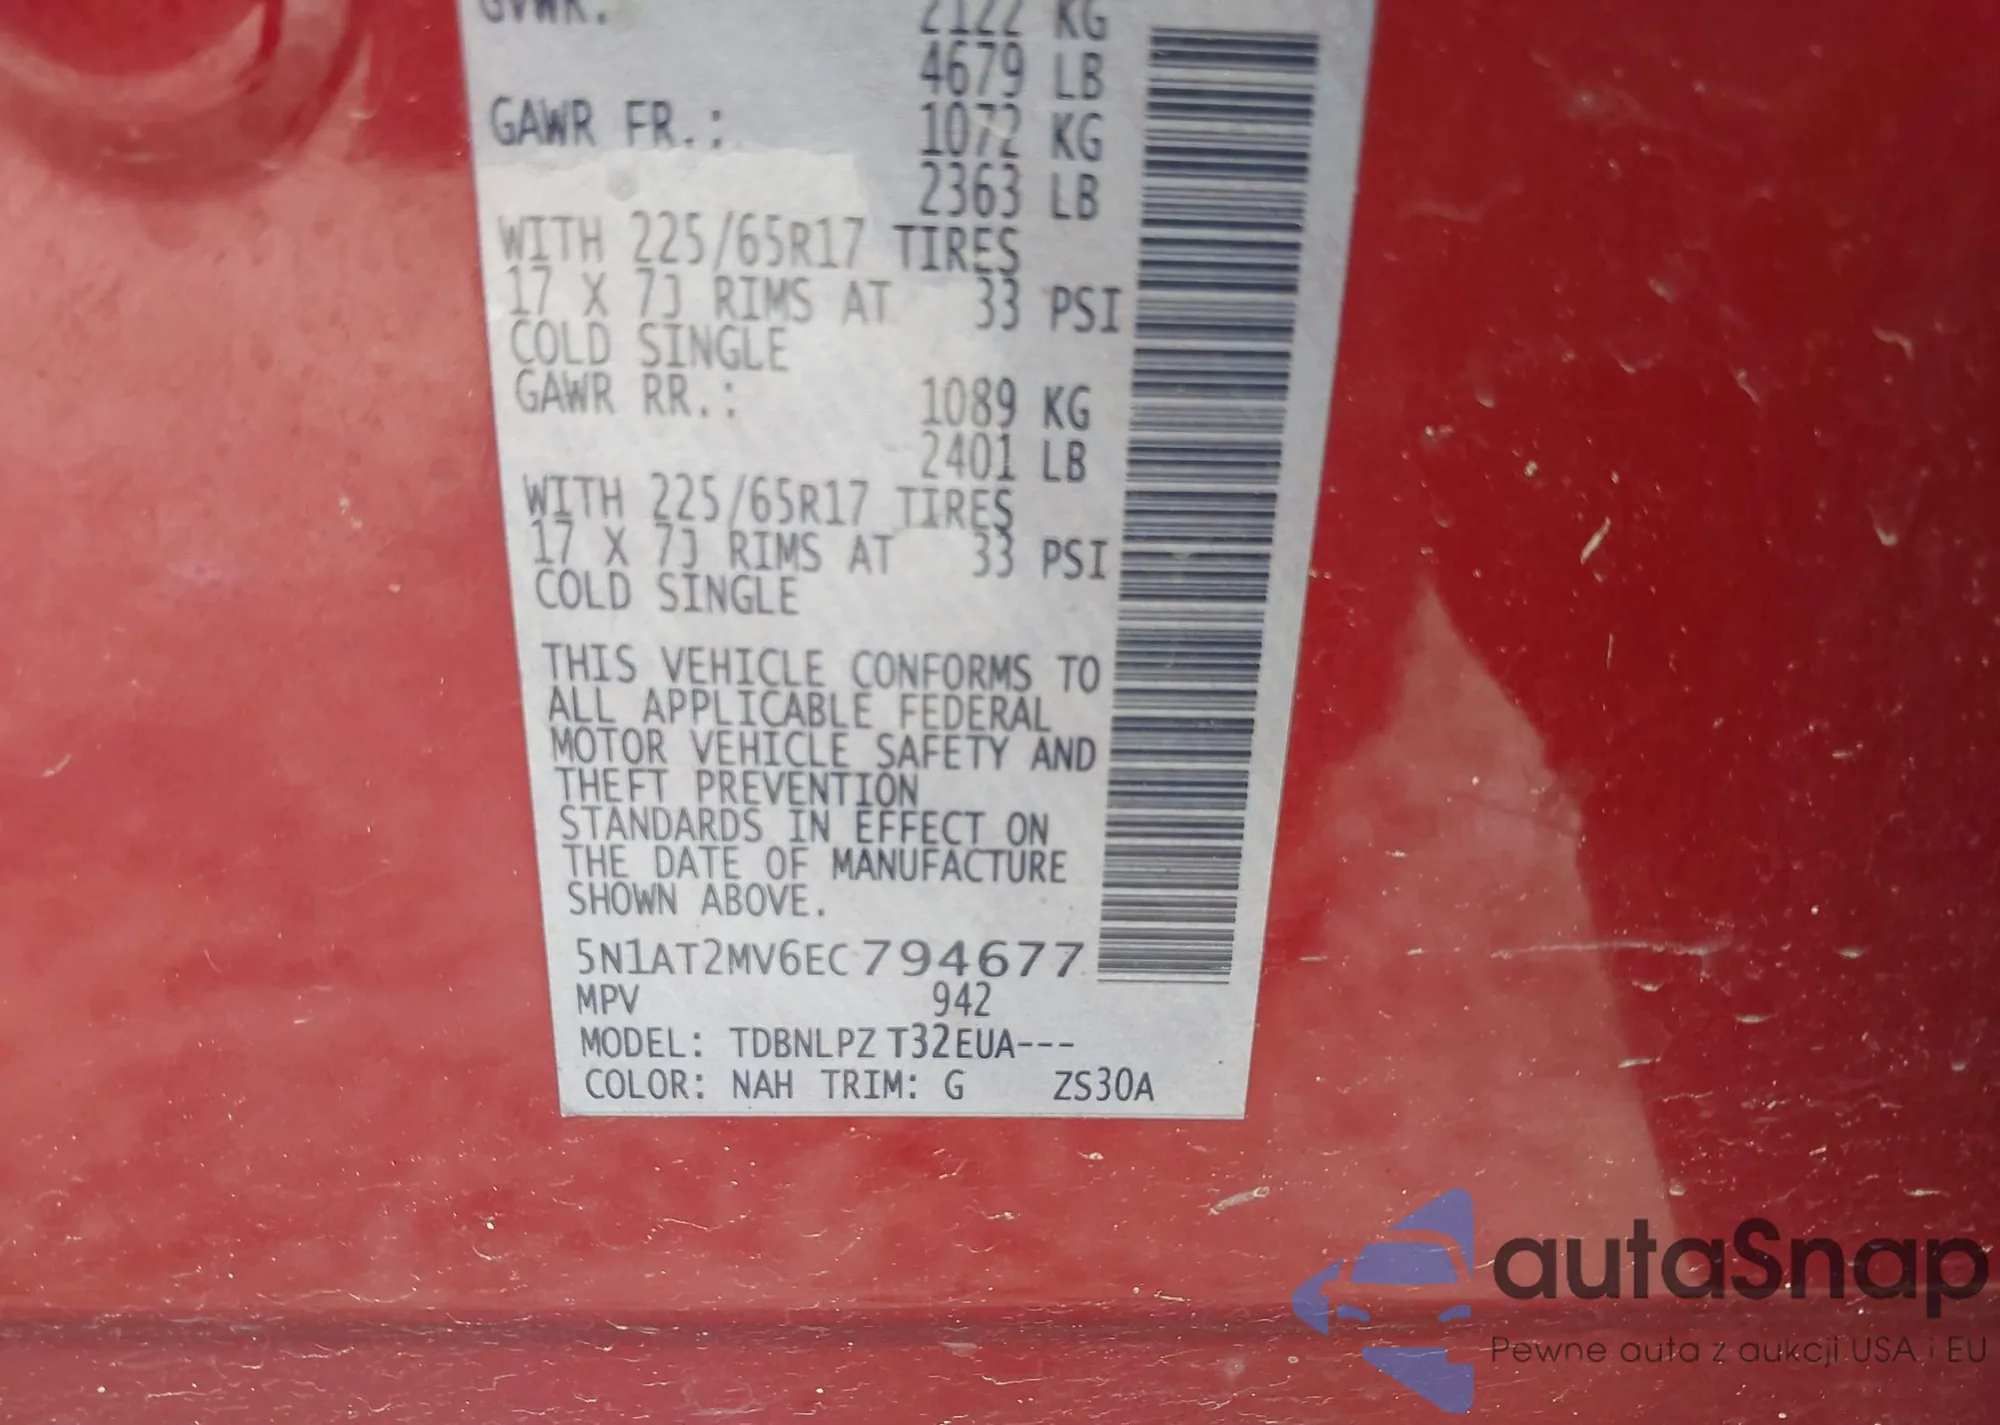 GVWR: 2122 KG
4679 LB
GAWR FR.: 1072 KG
2363 LB
WITH 225/65R17 TIRES
17 X 7J RIMS AT 33 PSI
COLD SINGLE
GAWR RR.: 1089 KG
2401 LB
WITH 225/65R17 TIRES
17 X 7J RIMS AT 33 PSI
COLD SINGLE
THIS VEHICLE CONFORMS TO
ALL APPLICABLE FEDERAL
MOTOR VEHICLE SAFETY AND
THEFT PREVENTION
STANDARDS IN EFFECT ON
THE DATE OF MANUFACTURE
SHOWN ABOVE.
5N1AT2MV6EC794677
MPV 942
MODEL: TDBNLPZ T32EUA---
COLOR: NAH TRIM: G ZS30A
autaSnap
Pewne auta z aukcji USA i EU